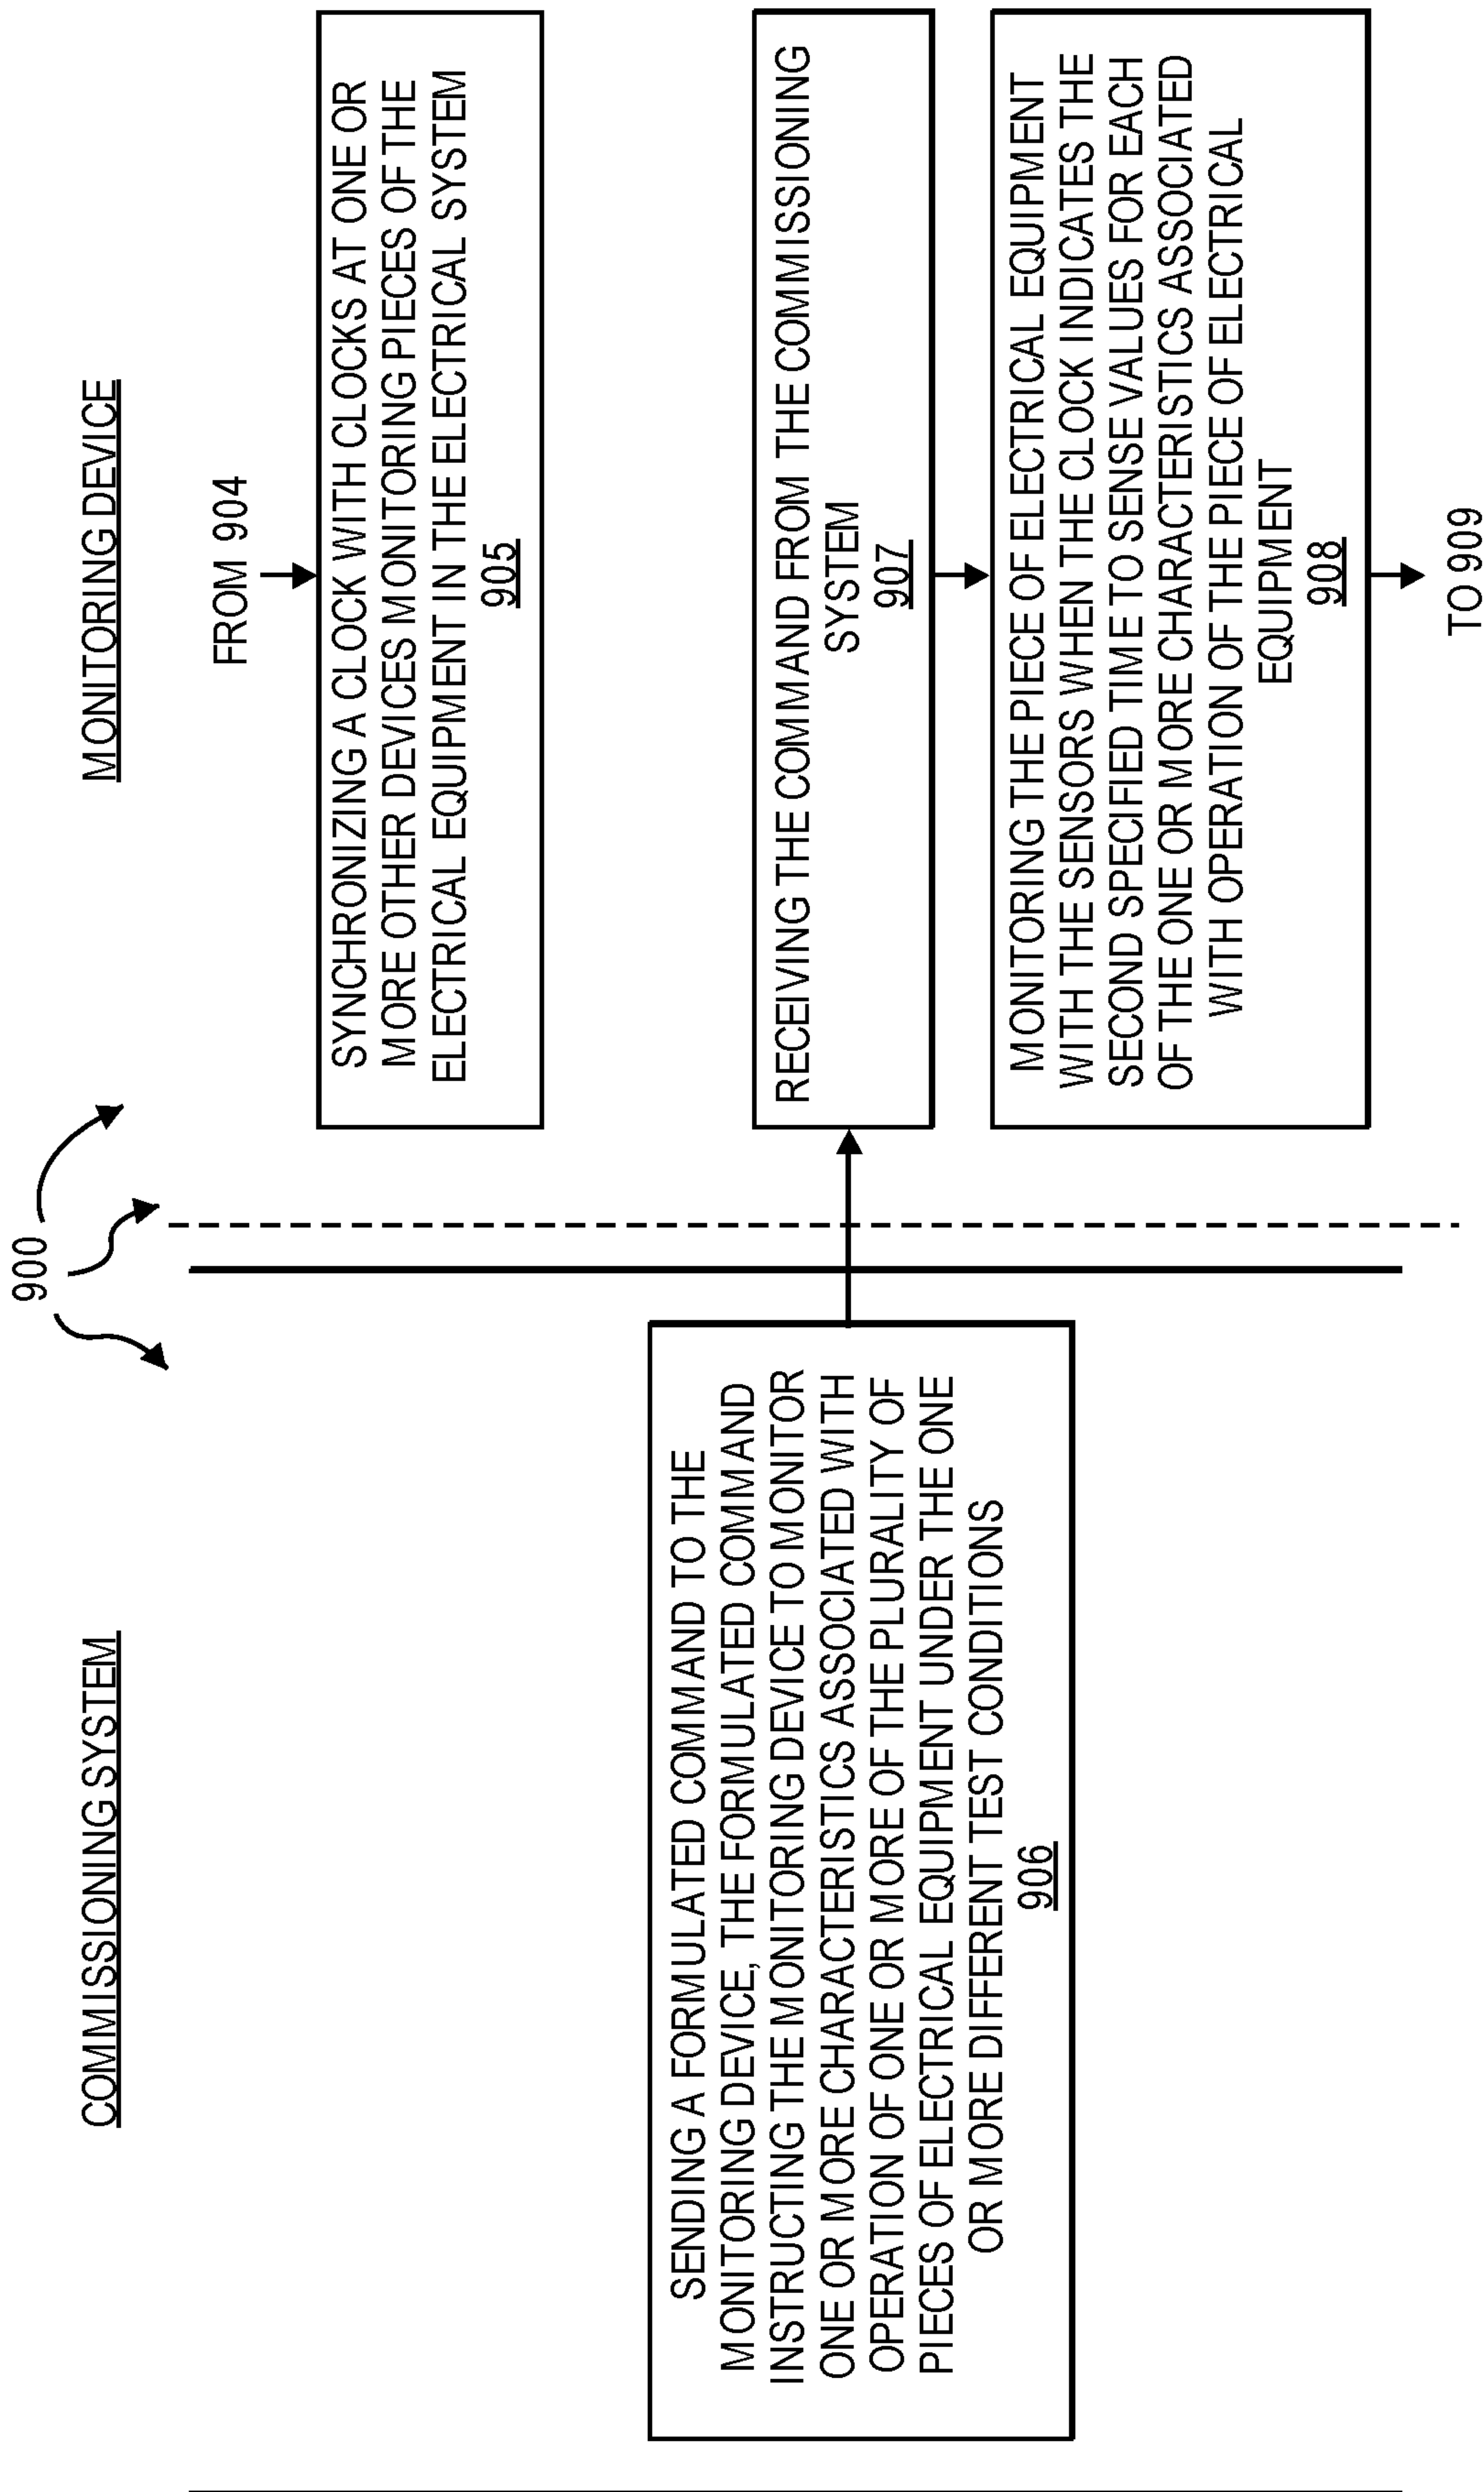 900
COMMISSIONING SYSTEM
MONITORING DEVICE
FROM 904
SYNCHRONIZING A CLOCK WITH CLOCKS AT ONE OR
MORE OTHER DEVICES MONITORING PIECES OF THE
ELECTRICAL EQUIPMENT IN THE ELECTRICAL SYSTEM
905
SENDING A FORMULATED COMMAND TO THE
MONITORING DEVICE, THE FORMULATED COMMAND
INSTRUCTING THE MONITORING DEVICE TO MONITOR
ONE OR MORE CHARACTERISTICS ASSOCIATED WITH
OPERATION OF ONE OR MORE OF THE PLURALITY OF
PIECES OF ELECTRICAL EQUIPMENT UNDER THE ONE
OR MORE DIFFERENT TEST CONDITIONS
906
RECEIVING THE COMMAND FROM THE COMMISSIONING
SYSTEM
907
MONITORING THE PIECE OF ELECTRICAL EQUIPMENT
WITH THE SENSORS WHEN THE CLOCK INDICATES THE
SECOND SPECIFIED TIME TO SENSE VALUES FOR EACH
OF THE ONE OR MORE CHARACTERISTICS ASSOCIATED
WITH OPERATION OF THE PIECE OF ELECTRICAL
EQUIPMENT
908
TO 909